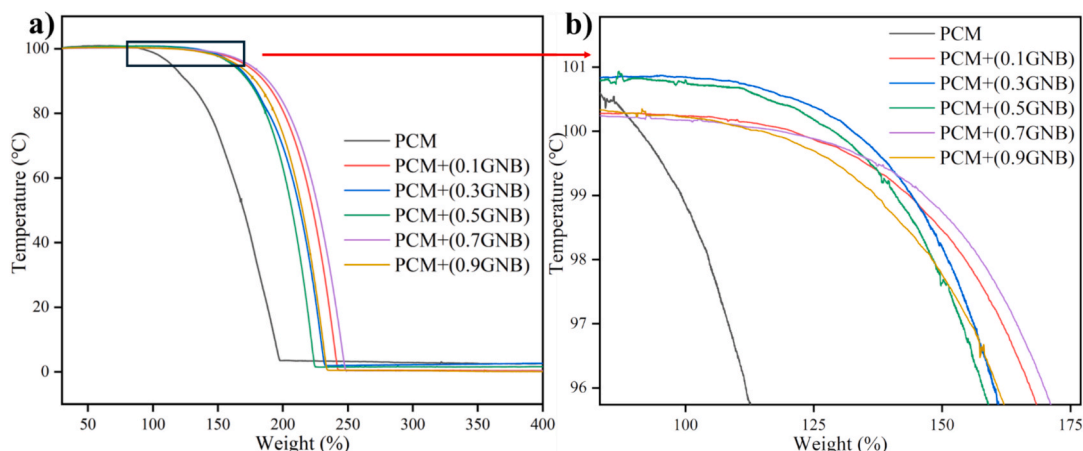 a)
100
80
60
40
20
0
Temperature (°C)
50
100
150
200
250
300
350
400
Weight (%)
PCM
PCM+(0.1GNB)
PCM+(0.3GNB)
PCM+(0.5GNB)
PCM+(0.7GNB)
PCM+(0.9GNB)
b)
101
100
99
98
97
96
Temperature (°C)
100
125
150
175
Weight (%)
PCM
PCM+(0.1GNB)
PCM+(0.3GNB)
PCM+(0.5GNB)
PCM+(0.7GNB)
PCM+(0.9GNB)